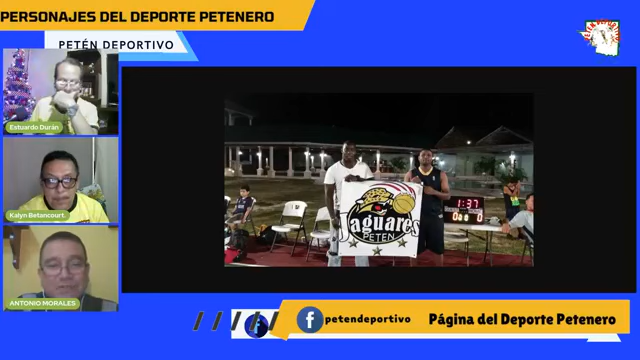 PERSONAJES DEL DEPORTE PETENERO
PETÉN DEPORTIVO
Estuardo Durán
Kalyn Betancourt.
ANTONIO MORALES
Jaguares
PETEN
1:37
petendeportivo
Página del Deporte Petenero